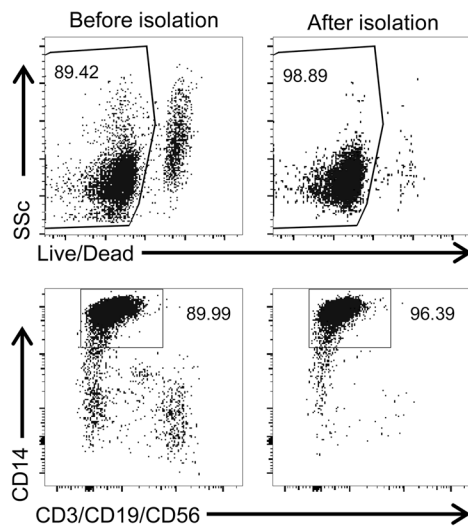 Before isolation
After isolation
89.42
98.89
SSc
Live/Dead
89.99
96.39
CD14
CD3/CD19/CD56